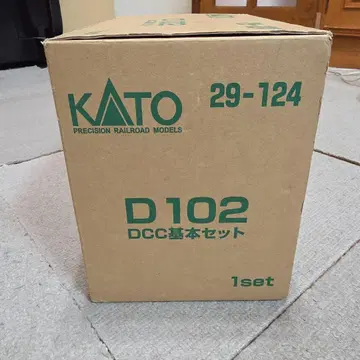 KATO
PRECISION RAILROAD MODELS
29-124
D102
DCC基本セット
1set